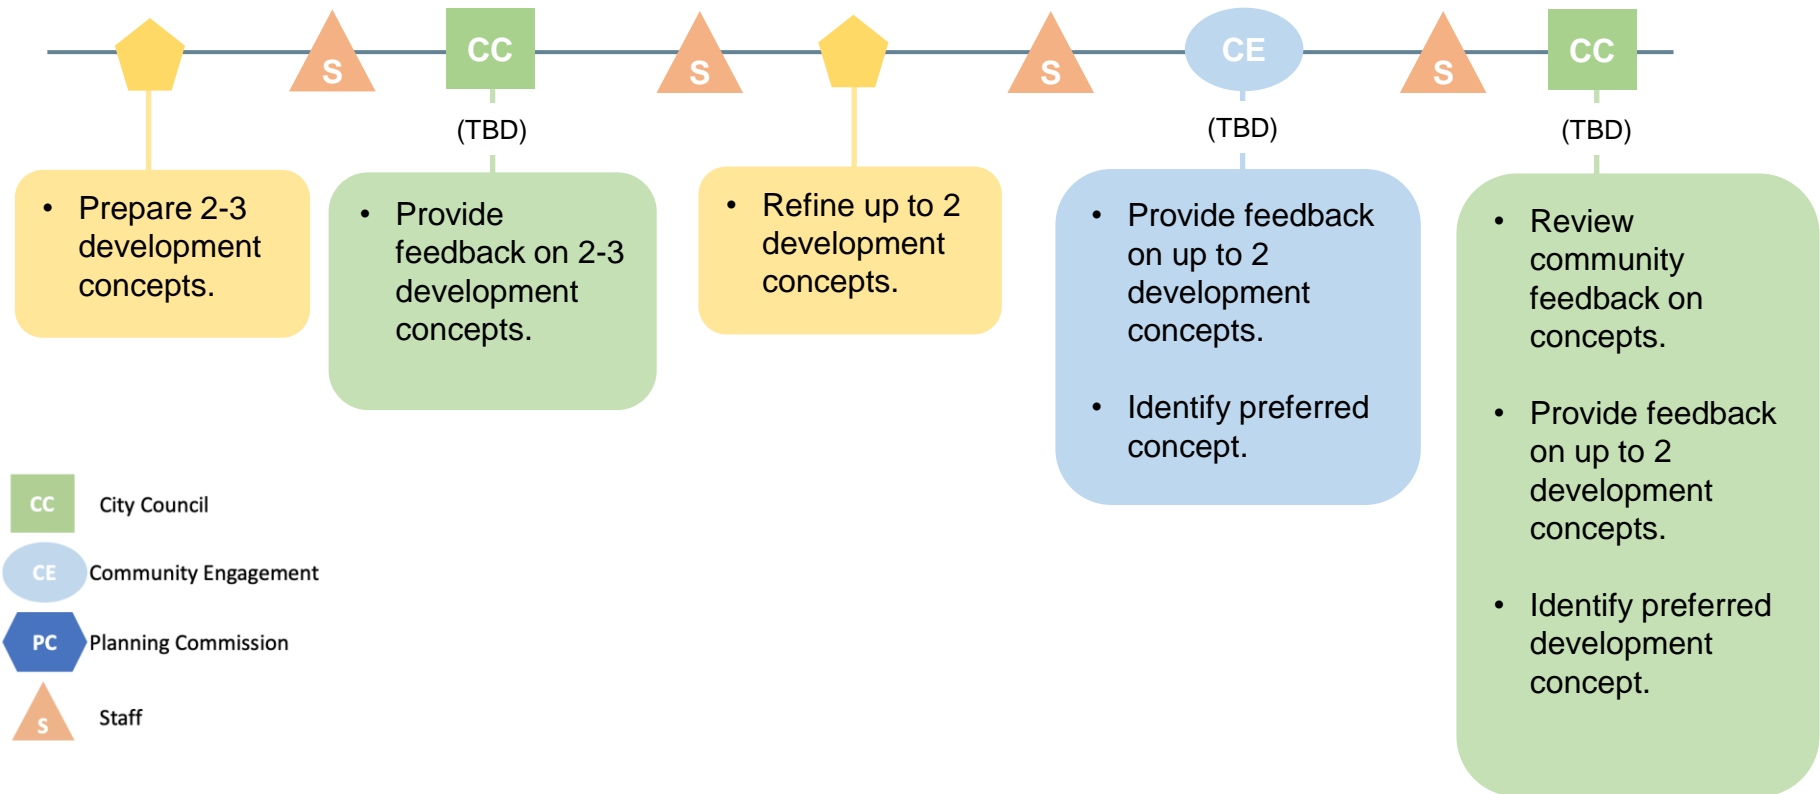 S
CC
S
S
CE
S
CC
(TBD)
(TBD)
(TBD)
• Prepare 2-3
development
concepts.
• Provide
feedback on 2-3
development
concepts.
• Refine up to 2
development
concepts.
• Provide feedback
on up to 2
development
concepts.
• Identify preferred
concept.
• Review
community
feedback on
concepts.
• Provide feedback
on up to 2
development
concepts.
• Identify preferred
development
concept.
CC City Council
CE Community Engagement
PC Planning Commission
S Staff